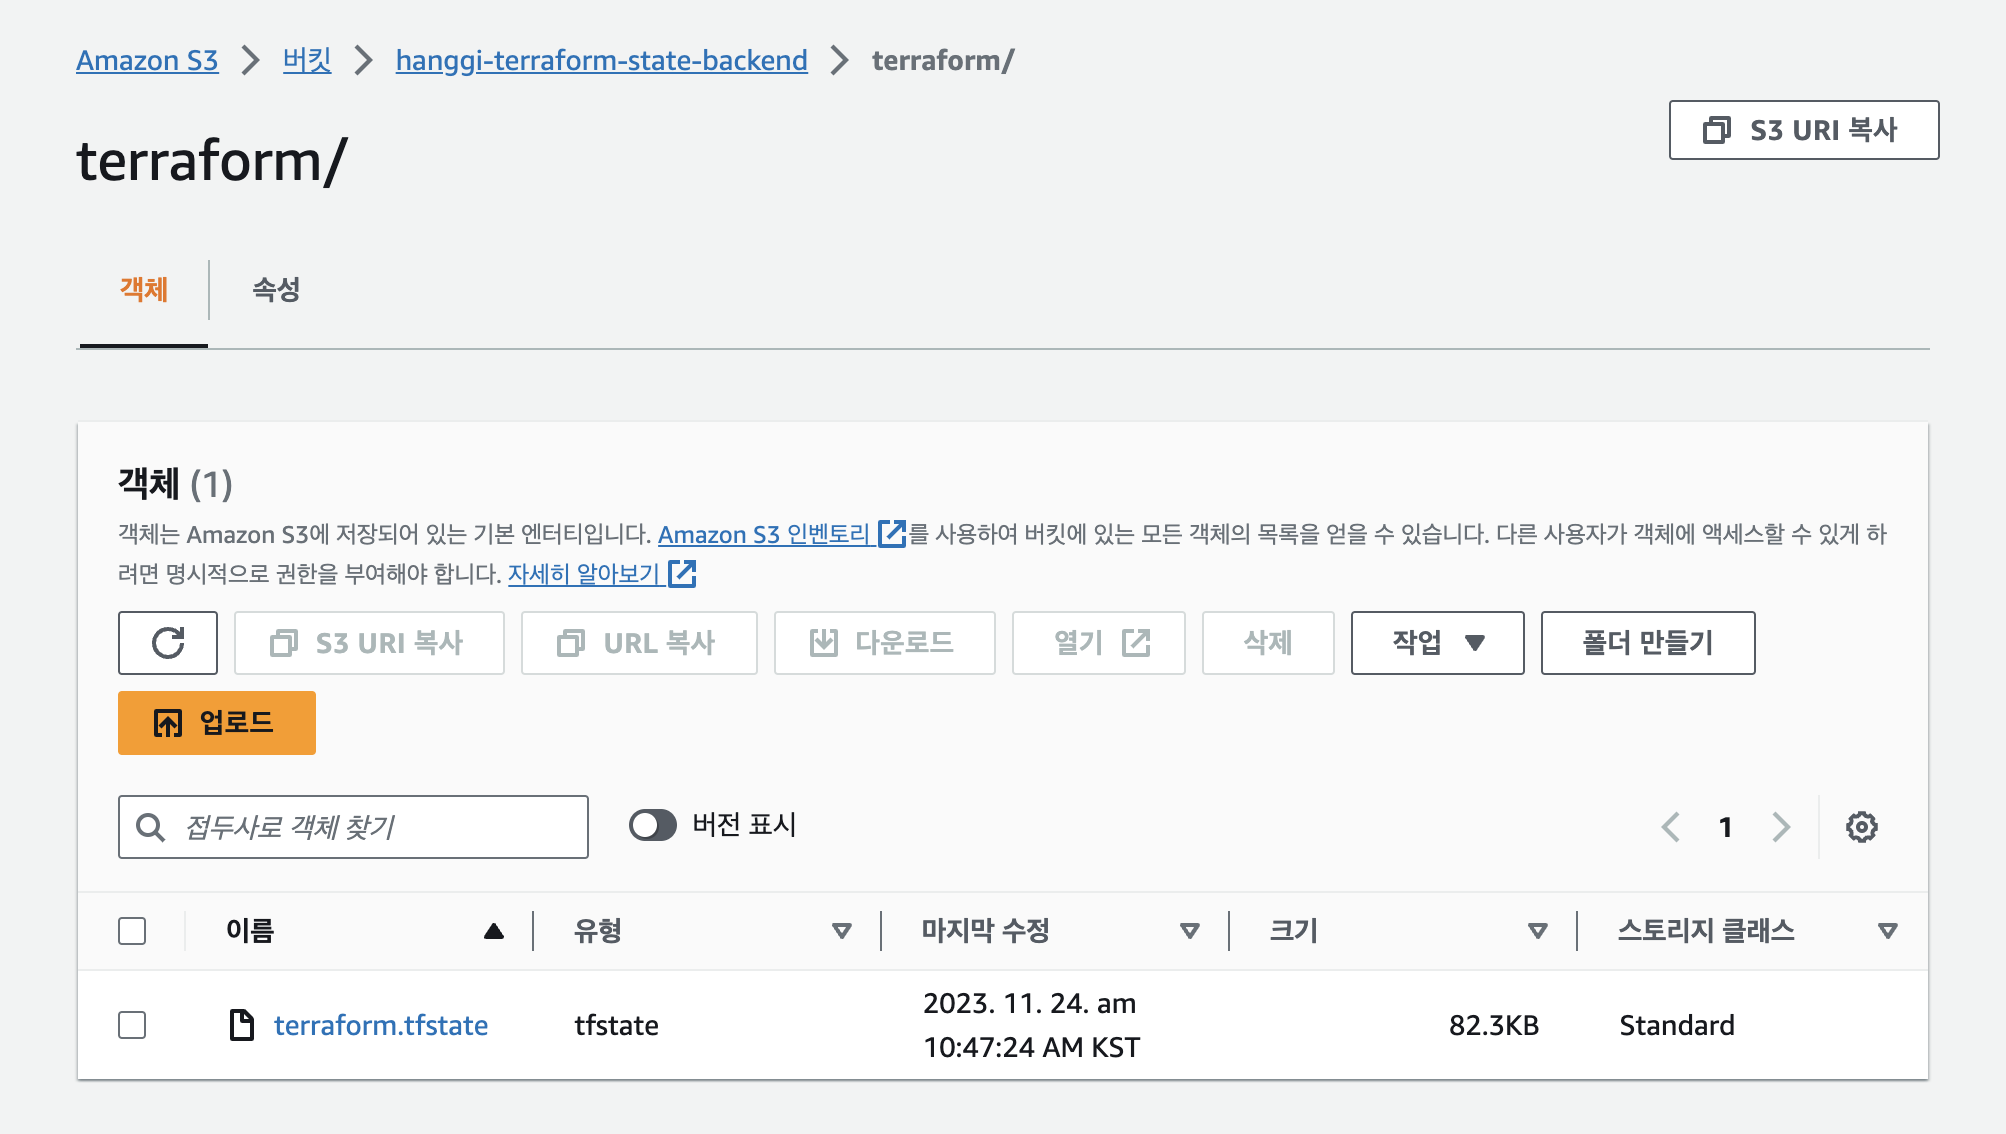 Amazon S3 > 버킷 > hanggi-terraform-state-backend > terraform/
S3 URI 복사
terraform/
객체
속성
객체 (1)
객체는 Amazon S3에 저장되어 있는 기본 엔터티입니다. Amazon S3 인벤토리 를 사용하여 버킷에 있는 모든 객체의 목록을 얻을 수 있습니다. 다른 사용자가 객체에 액세스할 수 있게 하
려면 명시적으로 권한을 부여해야 합니다. 자세히 알아보기
S3 URI 복사 URL 복사 다운로드 열기 삭제 작업 폴더 만들기
업로드
접두사로 객체 찾기 버전 표시 1
이름 유형 마지막 수정 크기 스토리지 클래스
terraform.tfstate tfstate 2023. 11. 24. am 82.3KB Standard
10:47:24 AM KST